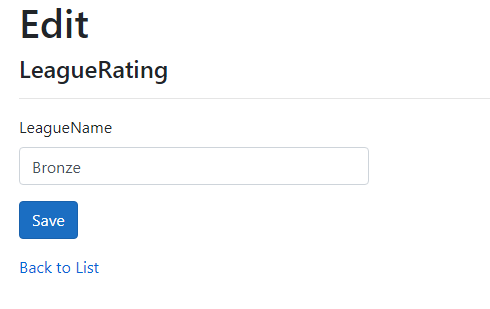 Edit
LeagueRating
LeagueName
Bronze
Save
Back to List